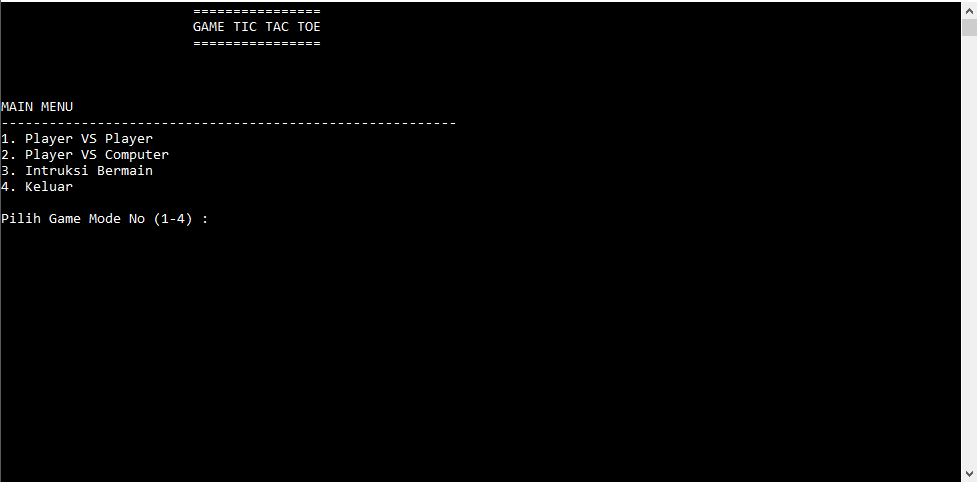 ================
GAME TIC TAC TOE
================
MAIN MENU
---------------------------------------------------------
1. Player VS Player
2. Player VS Computer
3. Intruksi Bermain
4. Keluar
Pilih Game Mode No (1-4) :